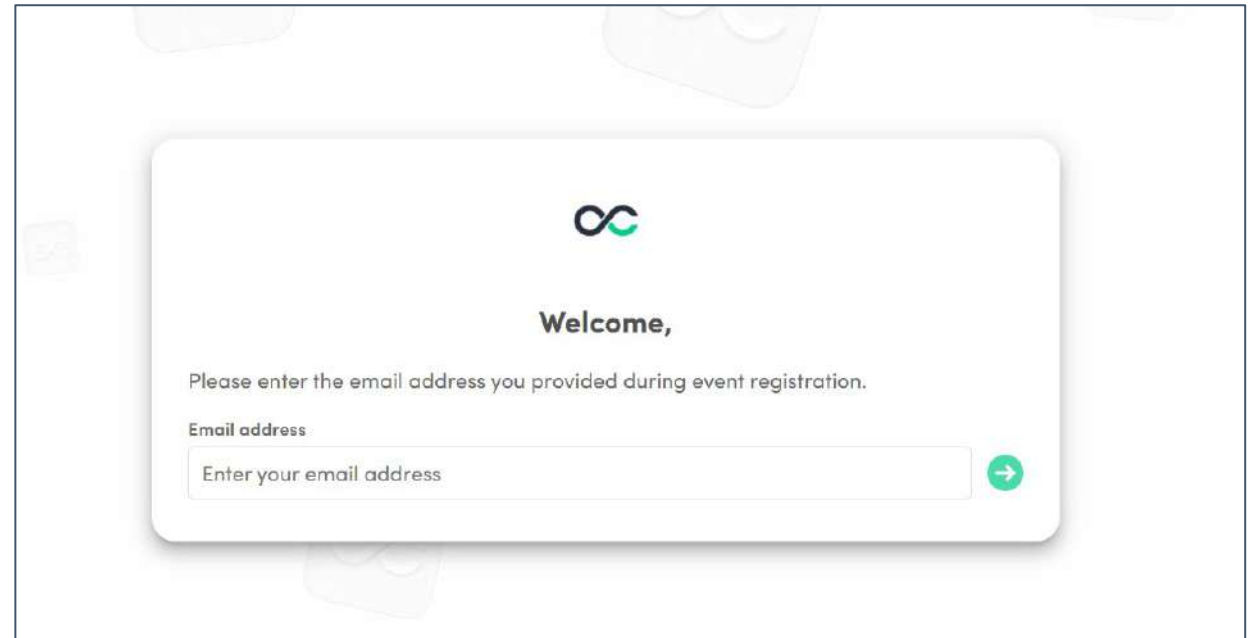 Welcome,
Please enter the email address you provided during event registration.
Email address
Enter your email address